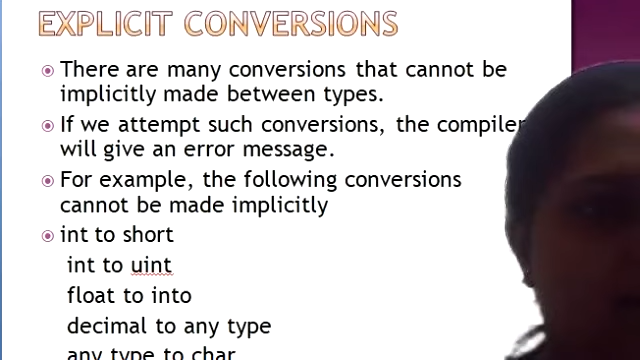 EXPLICIT CONVERSIONS
There are many conversions that cannot be
implicitly made between types.
If we attempt such conversions, the compiler
will give an error message.
For example, the following conversions
cannot be made implicitly
int to short
int to uint
float to into
decimal to any type
any type to char